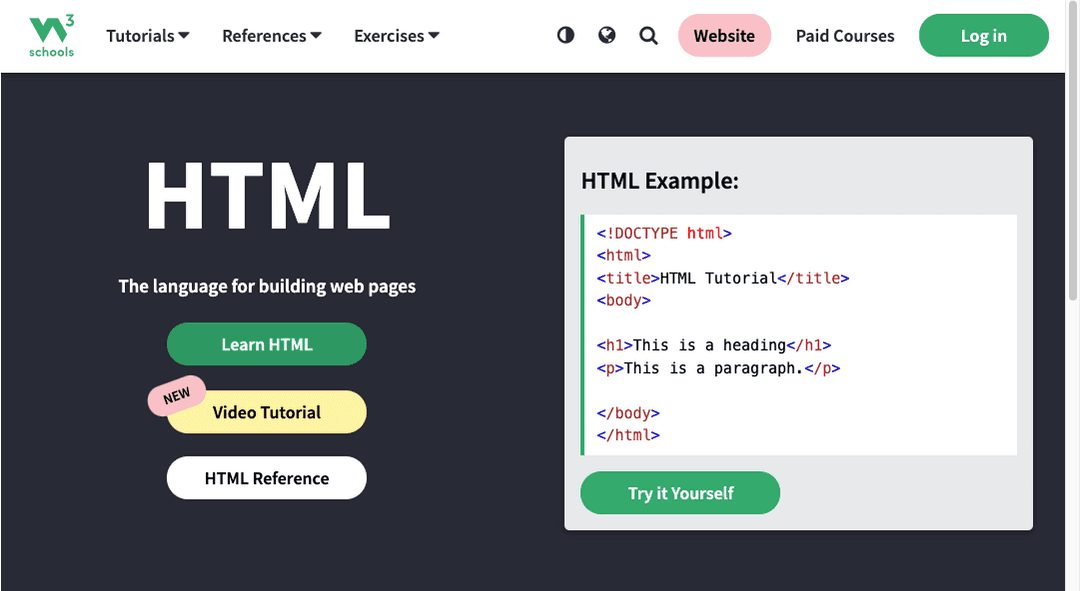 3
schools
Tutorials References Exercises Website Paid Courses Log in
HTML
The language for building web pages
Learn HTML
NEW
Video Tutorial
HTML Reference
HTML Example:
<!DOCTYPE html>
<html>
<title>HTML Tutorial</title>
<body>
<h1>This is a heading</h1>
<p>This is a paragraph.</p>
</body>
</html>
Try it Yourself